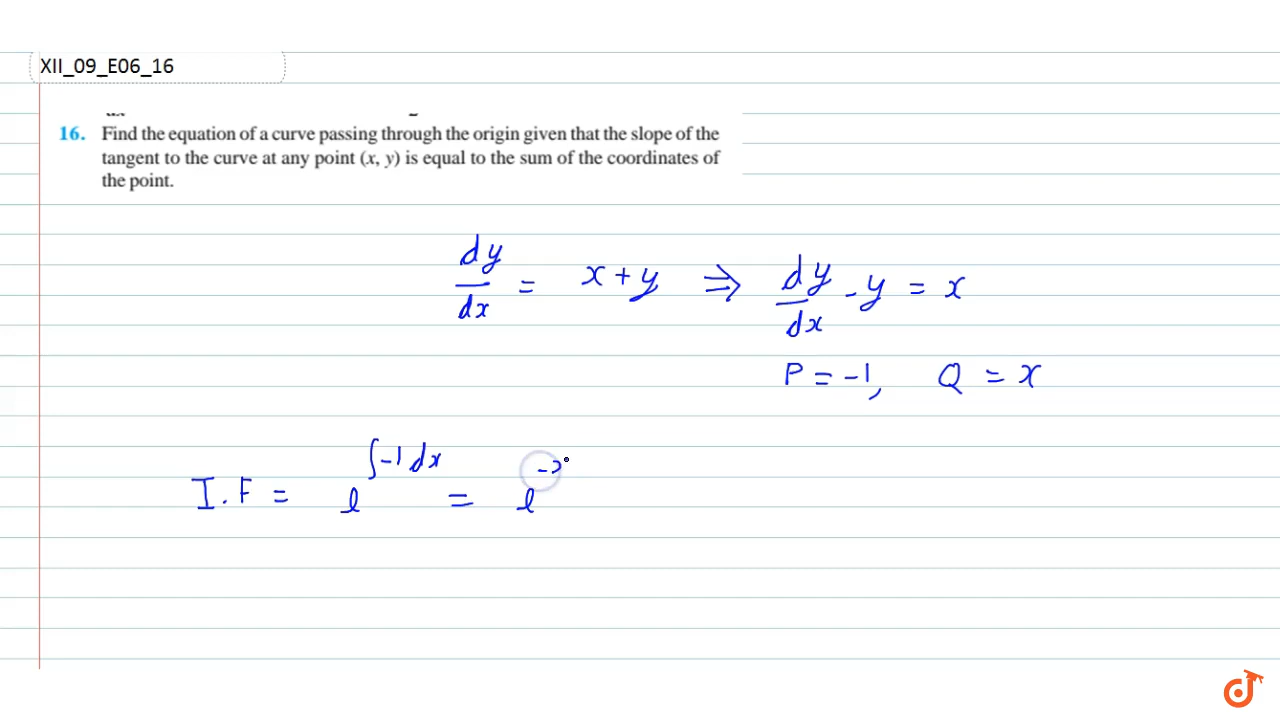 XII_09_E06_16
16. Find the equation of a curve passing through the origin given that the slope of the
tangent to the curve at any point (x, y) is equal to the sum of the coordinates of
the point.
dy/dx = x + y ⇒ dy/dx - y = x
P = -1, Q = x
I.F = e^∫-1 dx = e^-x